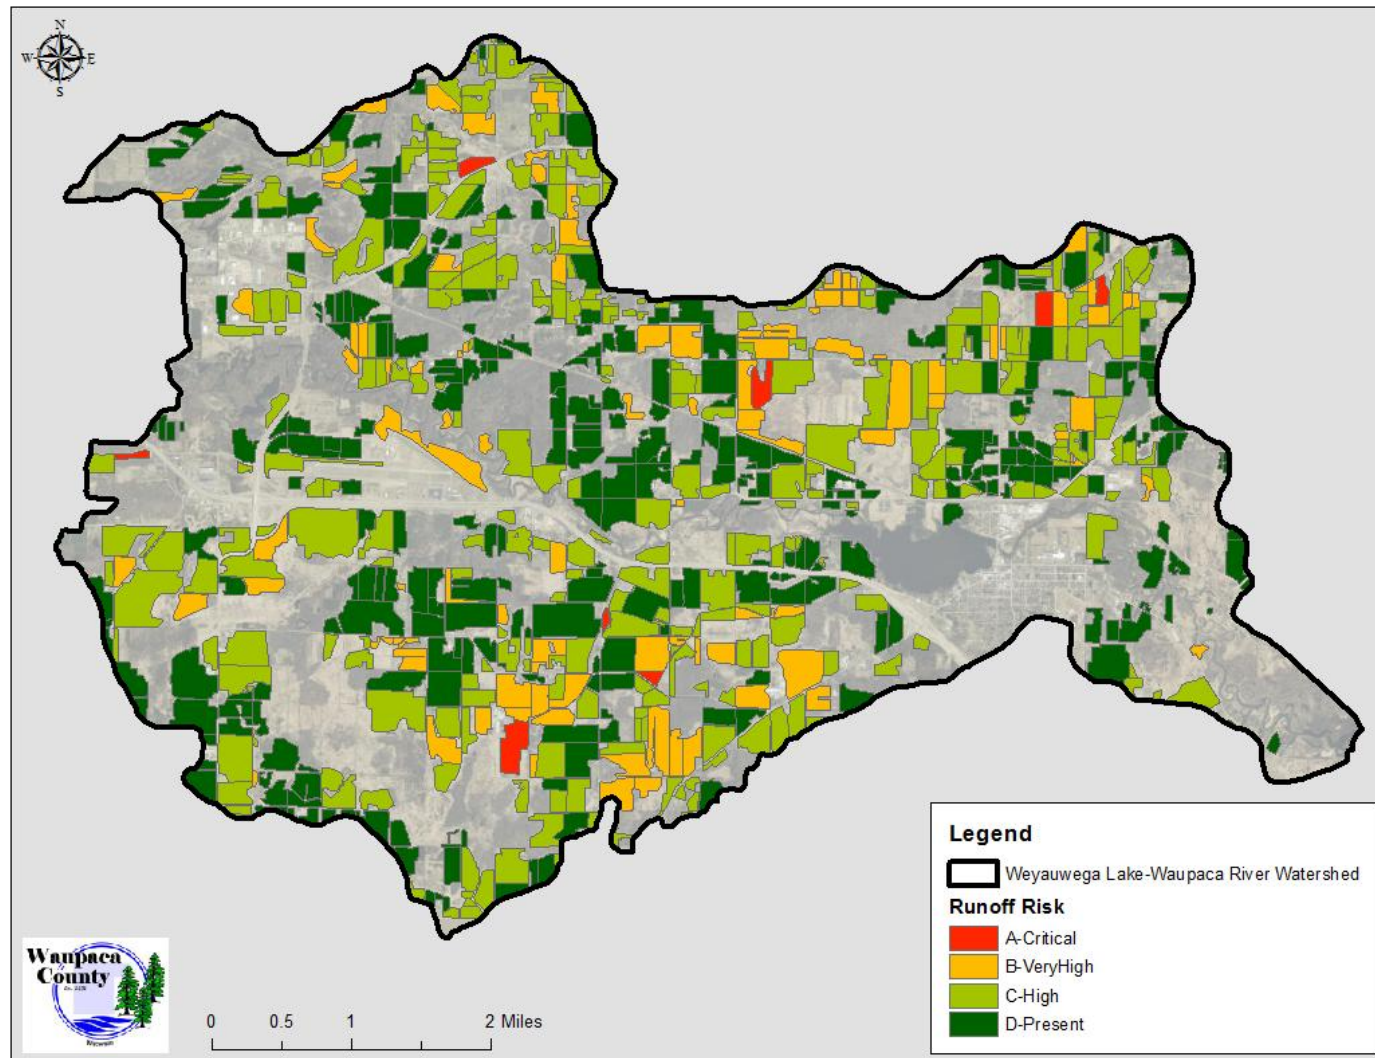 N
W E
S
Legend
Weyauwega Lake-Waupaca River Watershed
Runoff Risk
A-Critical
B-VeryHigh
C-High
D-Present
Waupaca
County
Wisconsin
0 0.5 1 2 Miles